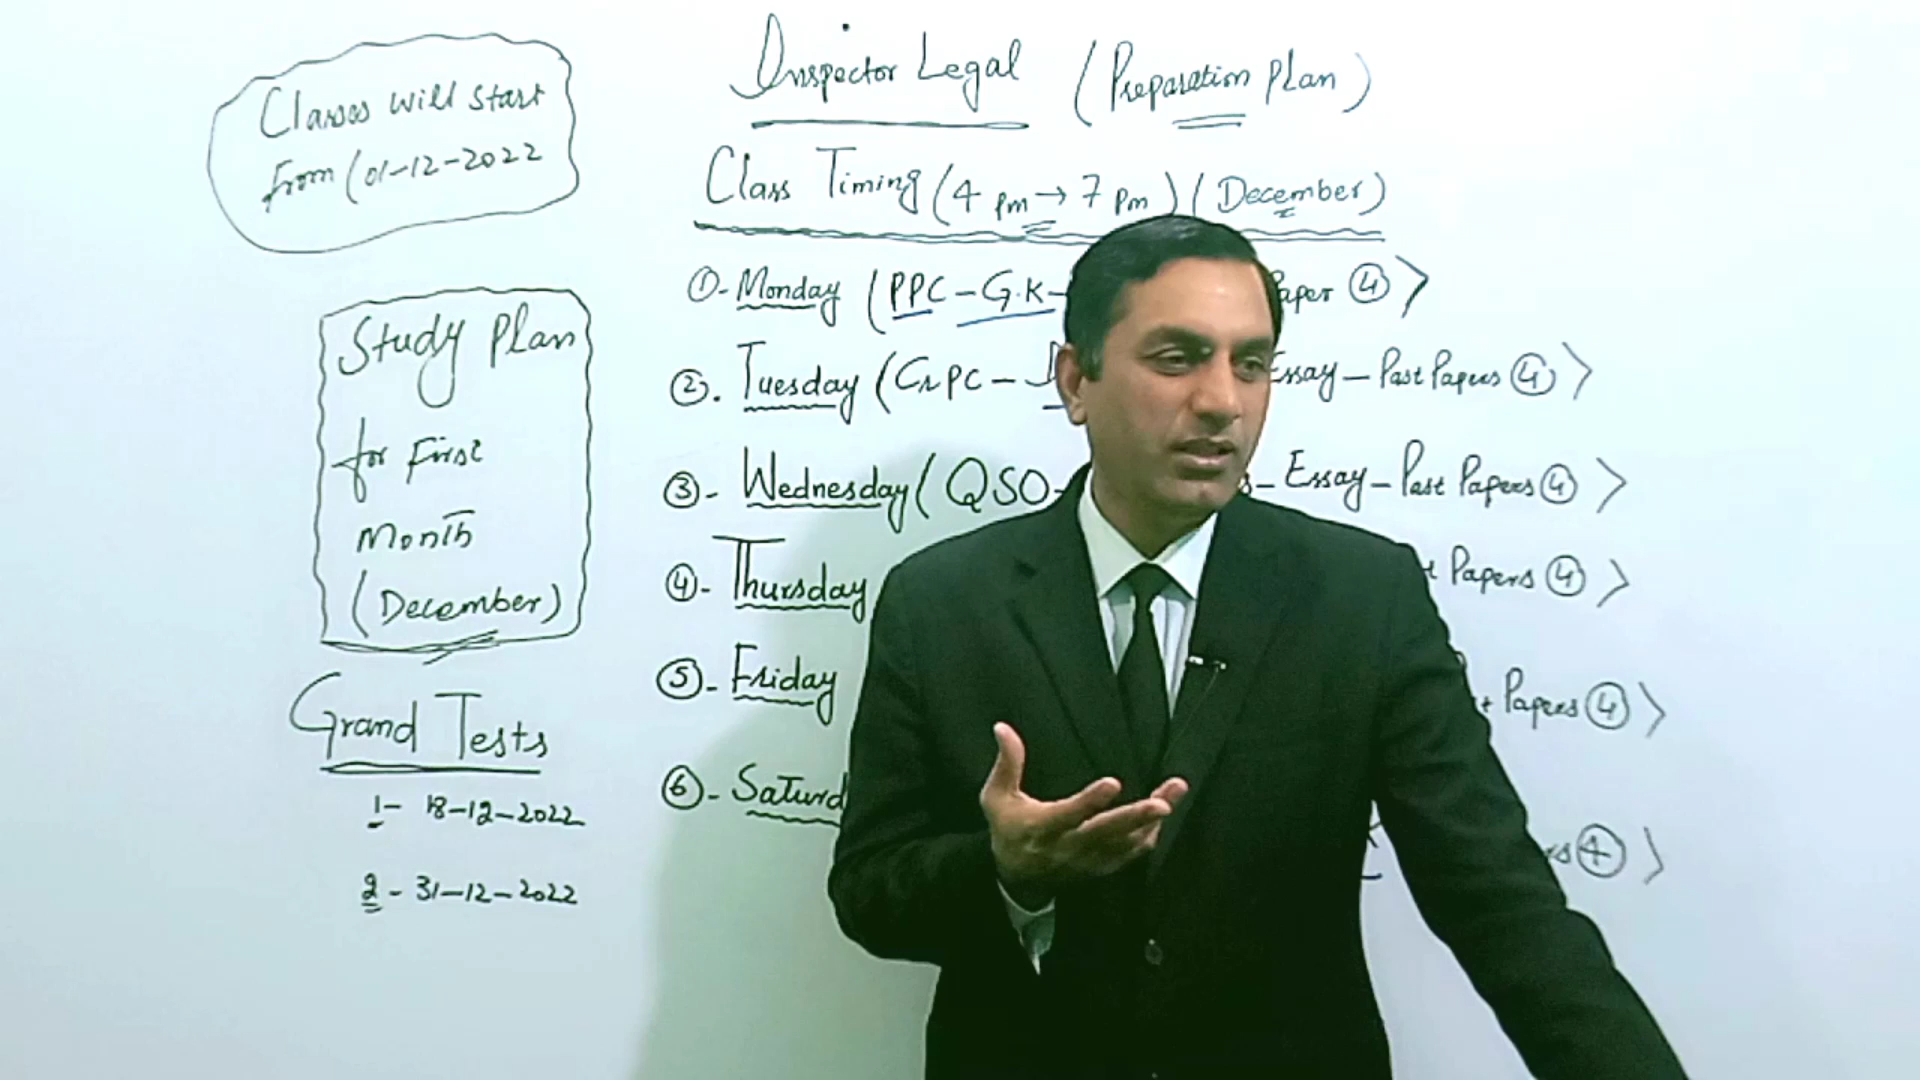 Classes will start
From (01-12-2022
Study Plan
for First
Month
(December)
Grand Tests
1- 18-12-2022
2- 31-12-2022
Inspector Legal (Preparation Plan)
Class Timing (4 pm → 7 pm) (December)
①- Monday (PPC - G.K - Paper ④ >
②. Tuesday (CrPC - Essay - Past Papers ④ >
③- Wednesday (QSO - Essay - Past Papers ④ >
④- Thursday Papers ④ >
⑤- Friday Papers ④ >
⑥- Saturd ④ >